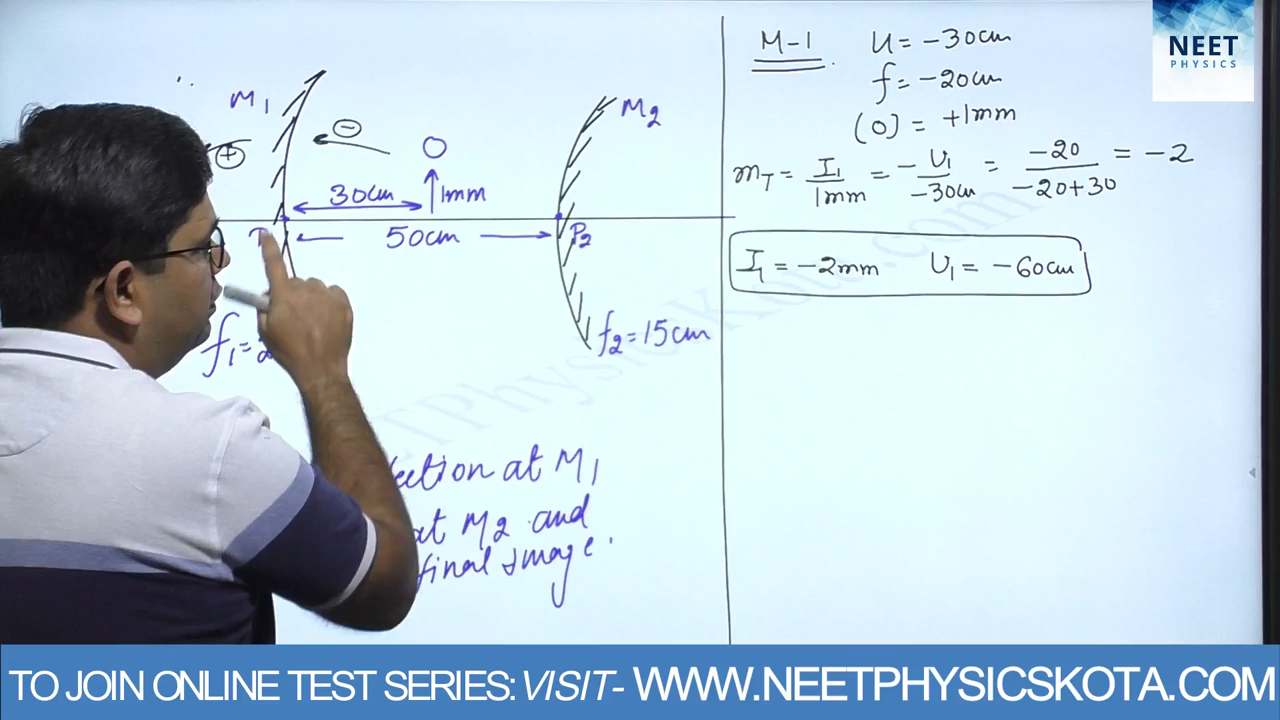 M1
⊕
⊖
O
M2
30cm
1mm
50cm
P2
f1=2
f2=15cm
ection at M1
at M2 and
final image.
M-1 u = -30cm
f = -20cm
(O) = +1mm
mT = I1/1mm = -v1/-30cm = -20/-20+30 = -2
I1 = -2mm v1 = -60cm
NEET
PHYSICS
TO JOIN ONLINE TEST SERIES: VISIT- WWW.NEETPHYSICSKOTA.COM